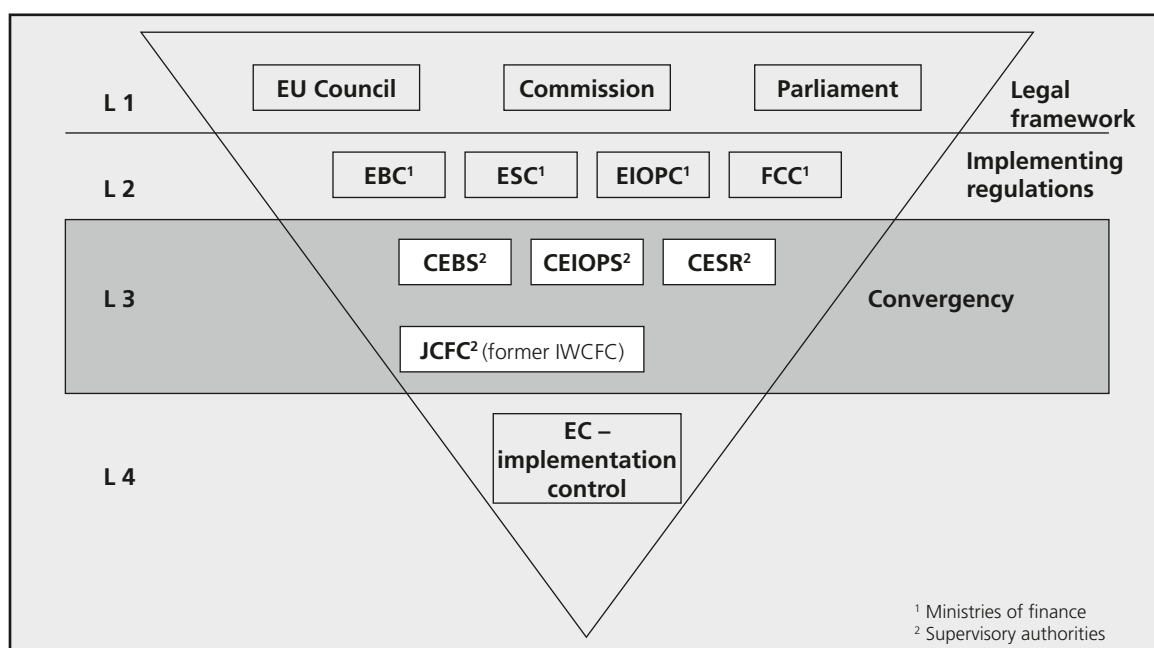 EU Council
Commission
Parliament
L 1
Legal
framework
EBC¹
ESC¹
EIOPC¹
FCC¹
L 2
Implementing
regulations
CEBS²
CEIOPS²
CESR²
L 3
Convergency
JCFC² (former IWCFC)
EC –
implementation
control
L 4
¹ Ministries of finance
² Supervisory authorities